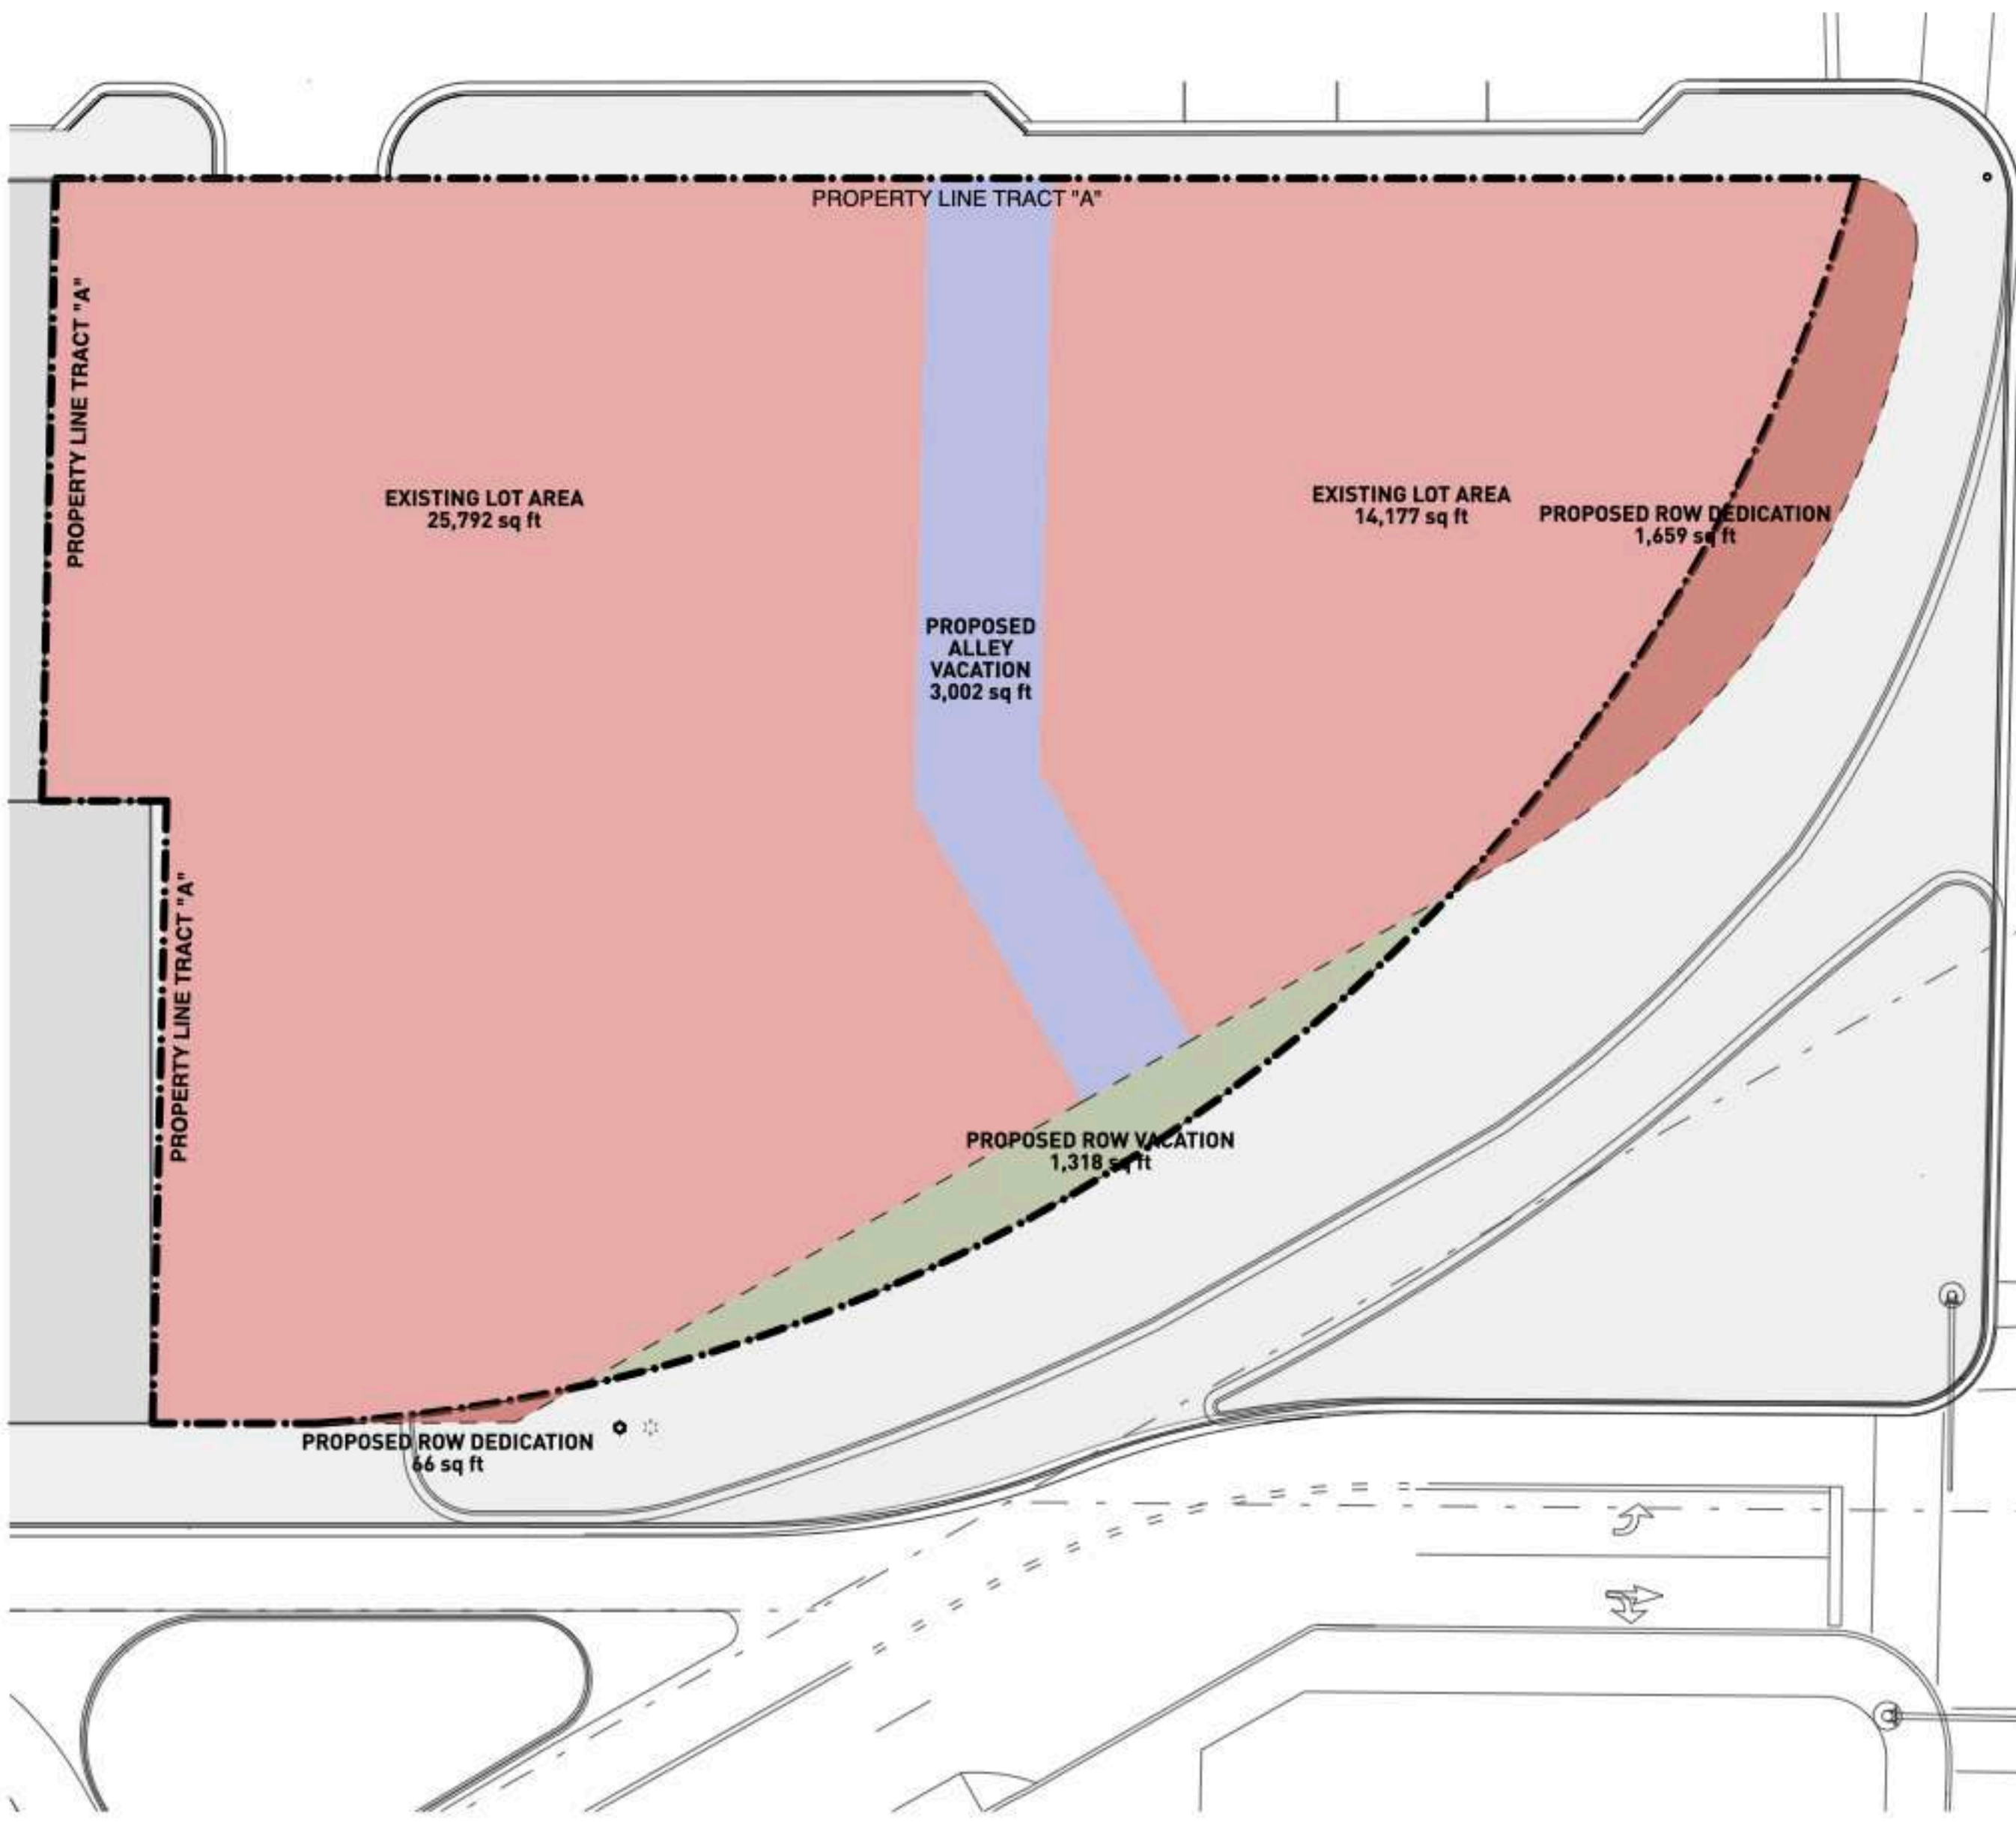 PROPERTY LINE TRACT "A"
PROPERTY LINE TRACT "A"
EXISTING LOT AREA
25,792 sq ft
EXISTING LOT AREA
14,177 sq ft
PROPOSED ROW DEDICATION
1,659 sq ft
PROPOSED
ALLEY
VACATION
3,002 sq ft
PROPERTY LINE TRACT "A"
PROPOSED ROW VACATION
1,318 sq ft
PROPOSED ROW DEDICATION
66 sq ft